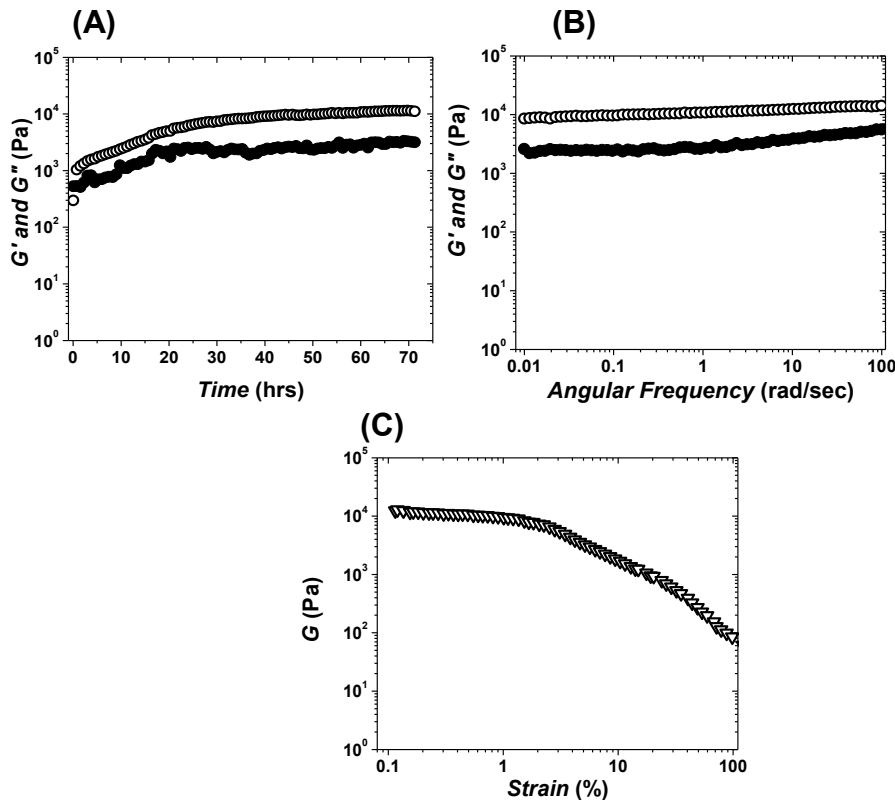 (A)
10^5
10^4
10^3
10^2
10^1
10^0
G' and G" (Pa)
0 10 20 30 40 50 60 70
Time (hrs)
(B)
10^5
10^4
10^3
10^2
10^1
10^0
G' and G" (Pa)
0.01 0.1 1 10 100
Angular Frequency (rad/sec)
(C)
10^5
10^4
10^3
10^2
10^1
10^0
G (Pa)
0.1 1 10 100
Strain (%)